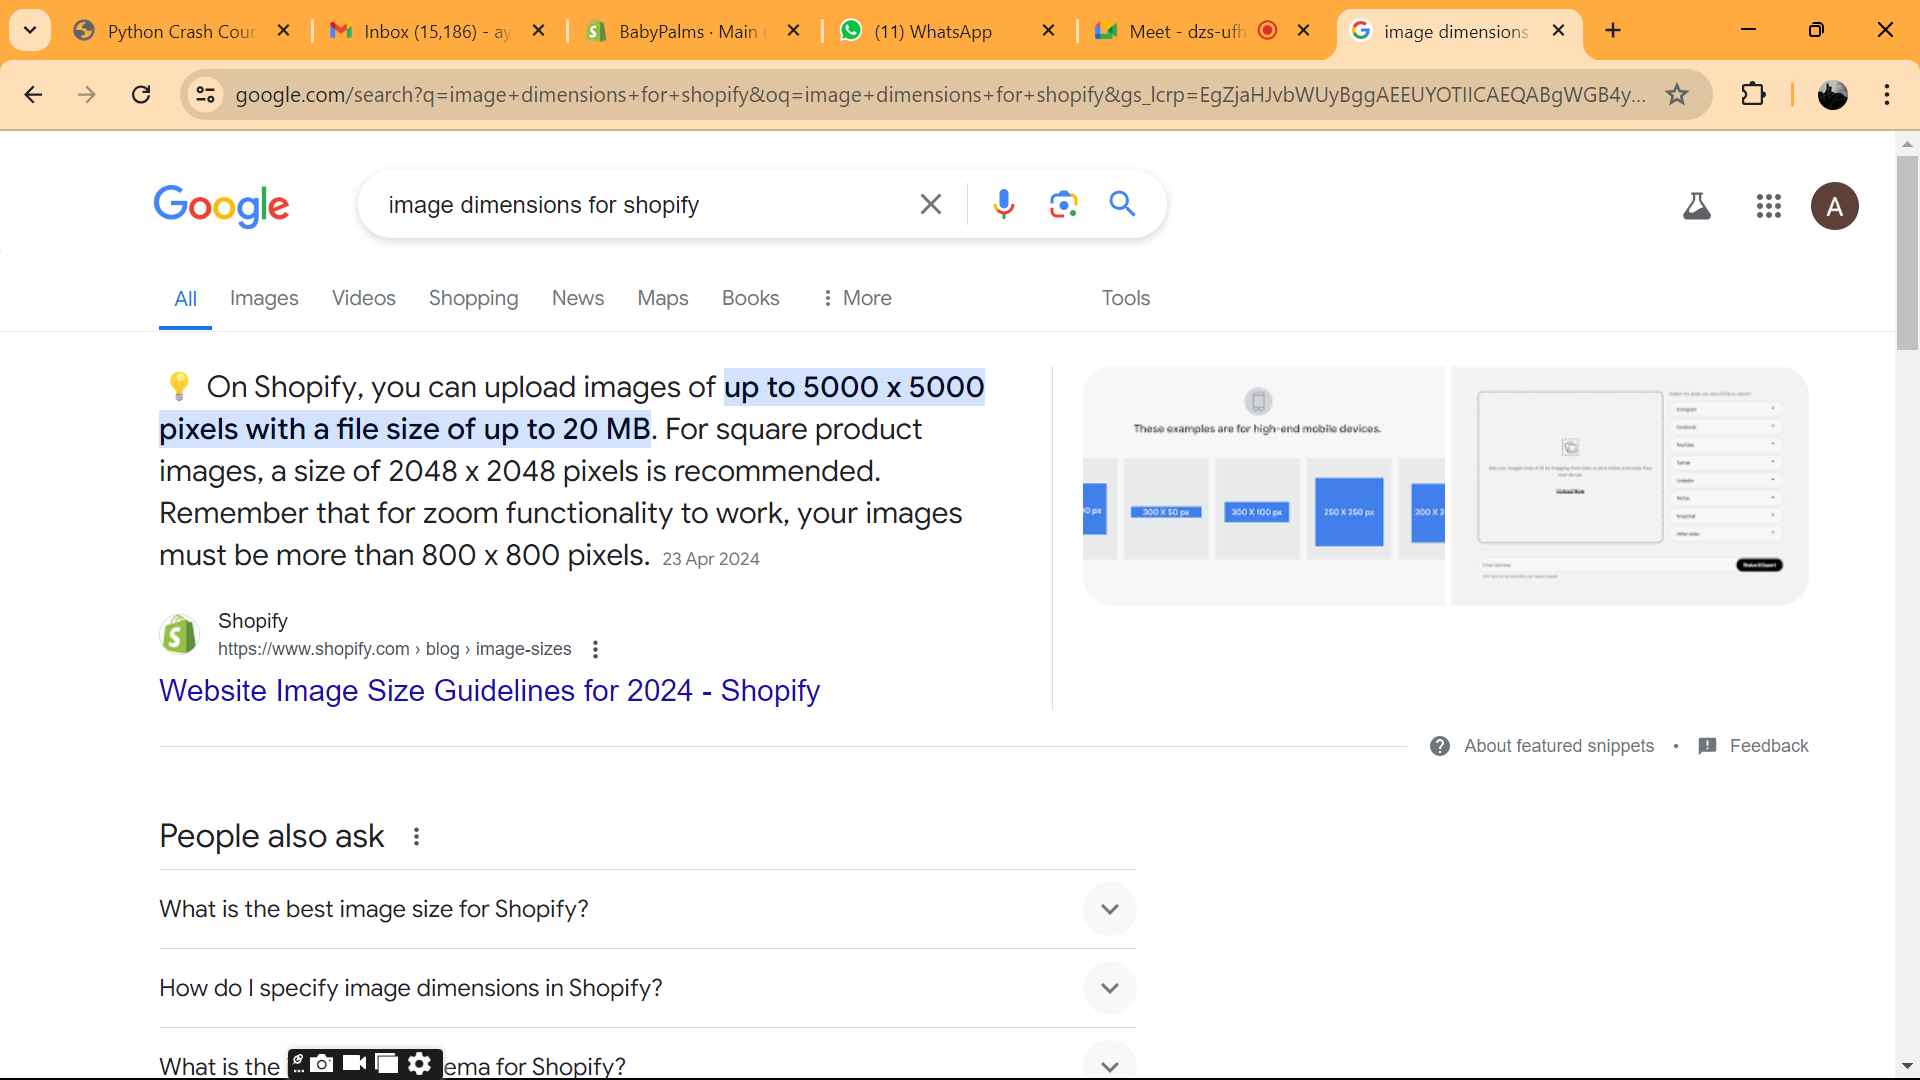 Python Crash Cour
Inbox (15,186) - ay
BabyPalms · Main
(11) WhatsApp
Meet - dzs-ufh
image dimensions
google.com/search?q=image+dimensions+for+shopify&oq=image+dimensions+for+shopify&gs_lcrp=EgZjaHJvbWUyBggAEEUYOTIICAEQABgWGB4y...
Google
image dimensions for shopify
A
All Images Videos Shopping News Maps Books More Tools
On Shopify, you can upload images of up to 5000 x 5000
pixels with a file size of up to 20 MB. For square product
images, a size of 2048 x 2048 pixels is recommended.
Remember that for zoom functionality to work, your images
must be more than 800 x 800 pixels. 23 Apr 2024
These examples are for high-end mobile devices.
300 X 50 px
300 X 100 px
250 X 250 px
Shopify
https://www.shopify.com › blog › image-sizes
Website Image Size Guidelines for 2024 - Shopify
About featured snippets • Feedback
People also ask
What is the best image size for Shopify?
How do I specify image dimensions in Shopify?
What is the
ema for Shopify?